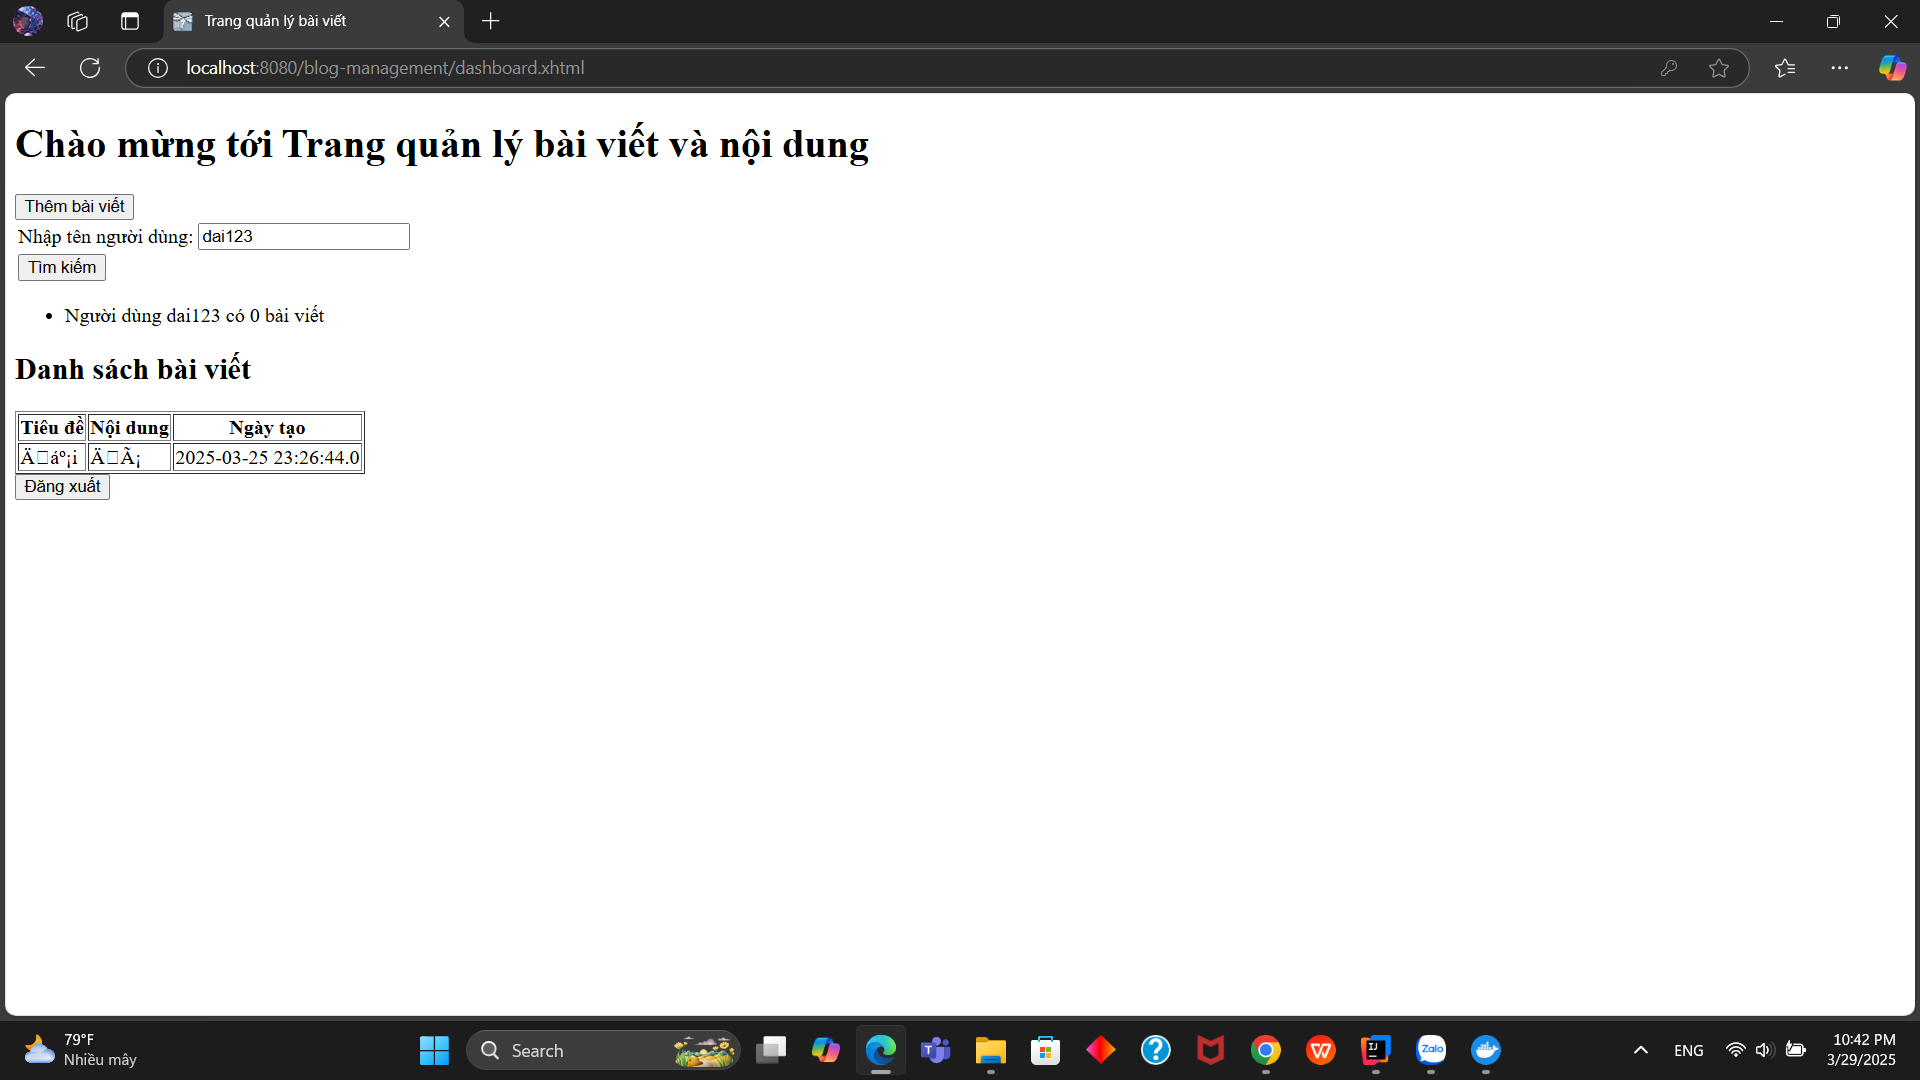 Trang quản lý bài viết
localhost:8080/blog-management/dashboard.xhtml
Chào mừng tới Trang quản lý bài viết và nội dung
Thêm bài viết
Nhập tên người dùng: dai123
Tìm kiếm
• Người dùng dai123 có 0 bài viết
Danh sách bài viết
Tiêu đề Nội dung Ngày tạo
Ä□áº¡i Ä□Ã¡ 2025-03-25 23:26:44.0
Đăng xuất
79°F
Nhiều mây
Search
Zalo
ENG
10:42 PM
3/29/2025